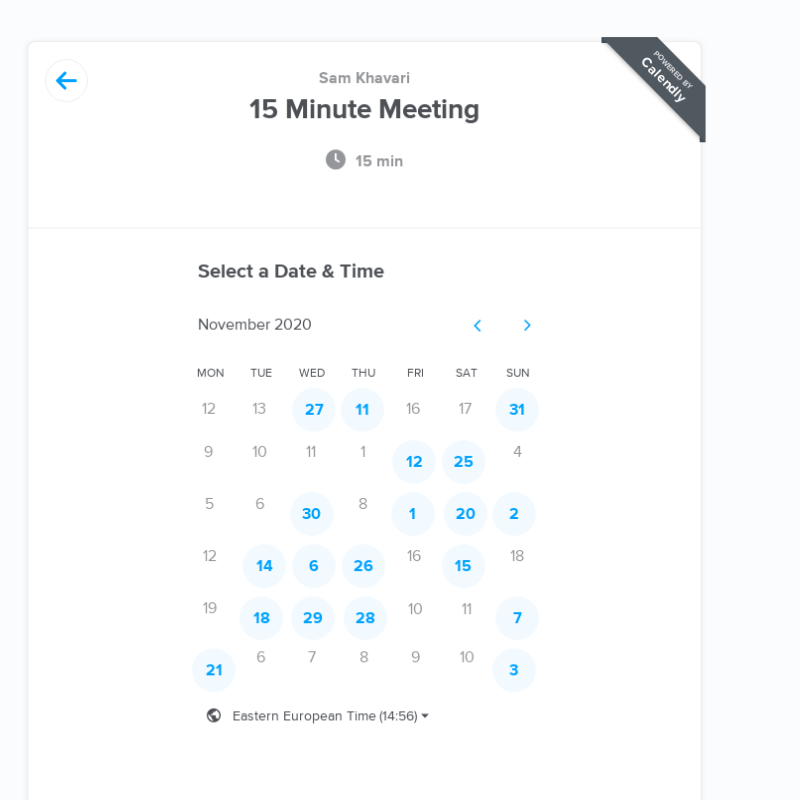 POWERED BY
Calendly
Sam Khavari
15 Minute Meeting
15 min
Select a Date & Time
November 2020
MON TUE WED THU FRI SAT SUN
12 13 27 11 16 17 31
9 10 11 1 12 25 4
5 6 30 8 1 20 2
12 14 6 26 16 15 18
19 18 29 28 10 11 7
21 6 7 8 9 10 3
Eastern European Time (14:56)